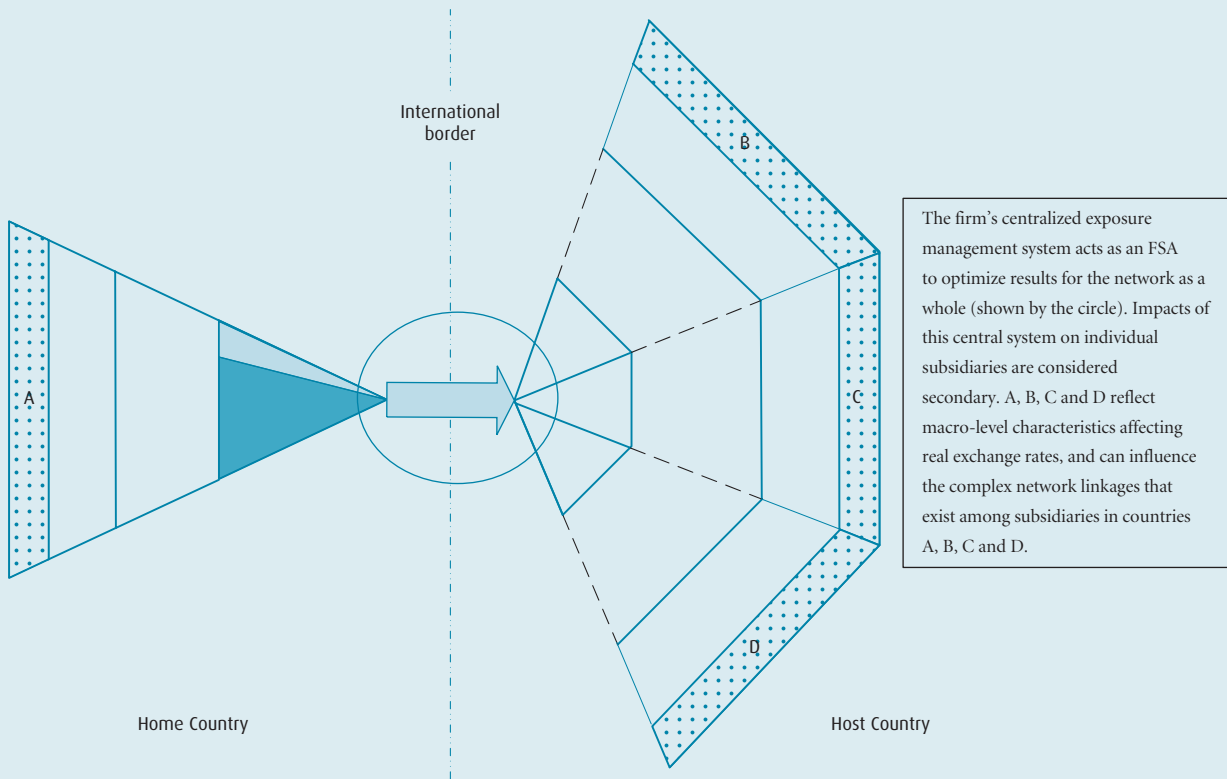 International
border
B
The firm's centralized exposure
management system acts as an FSA
to optimize results for the network as a
whole (shown by the circle). Impacts of
this central system on individual
subsidiaries are considered
secondary. A, B, C and D reflect
macro-level characteristics affecting
real exchange rates, and can influence
the complex network linkages that
exist among subsidiaries in countries
A, B, C and D.
A
C
D
Home Country
Host Country